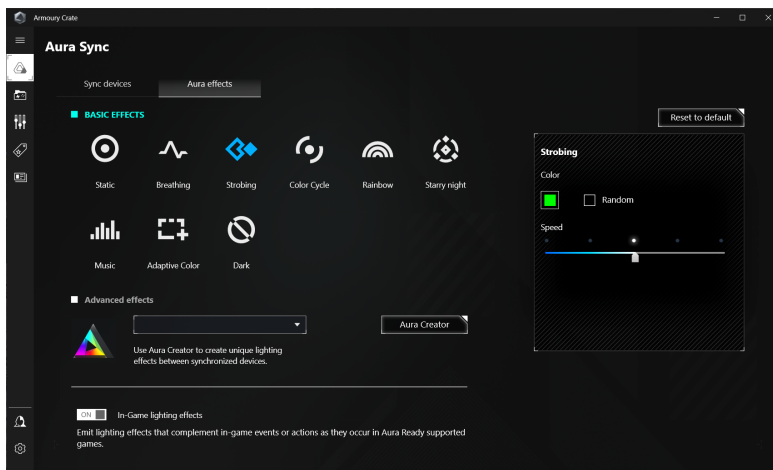 Armoury Crate
Aura Sync
Sync devices
Aura effects
BASIC EFFECTS
Reset to default
Static
Breathing
Strobing
Color Cycle
Rainbow
Starry night
Music
Adaptive Color
Dark
Strobing
Color
Random
Speed
Advanced effects
Aura Creator
Use Aura Creator to create unique lighting
effects between synchronized devices.
ON
In-Game lighting effects
Emit lighting effects that complement in-game events or actions as they occur in Aura Ready supported
games.